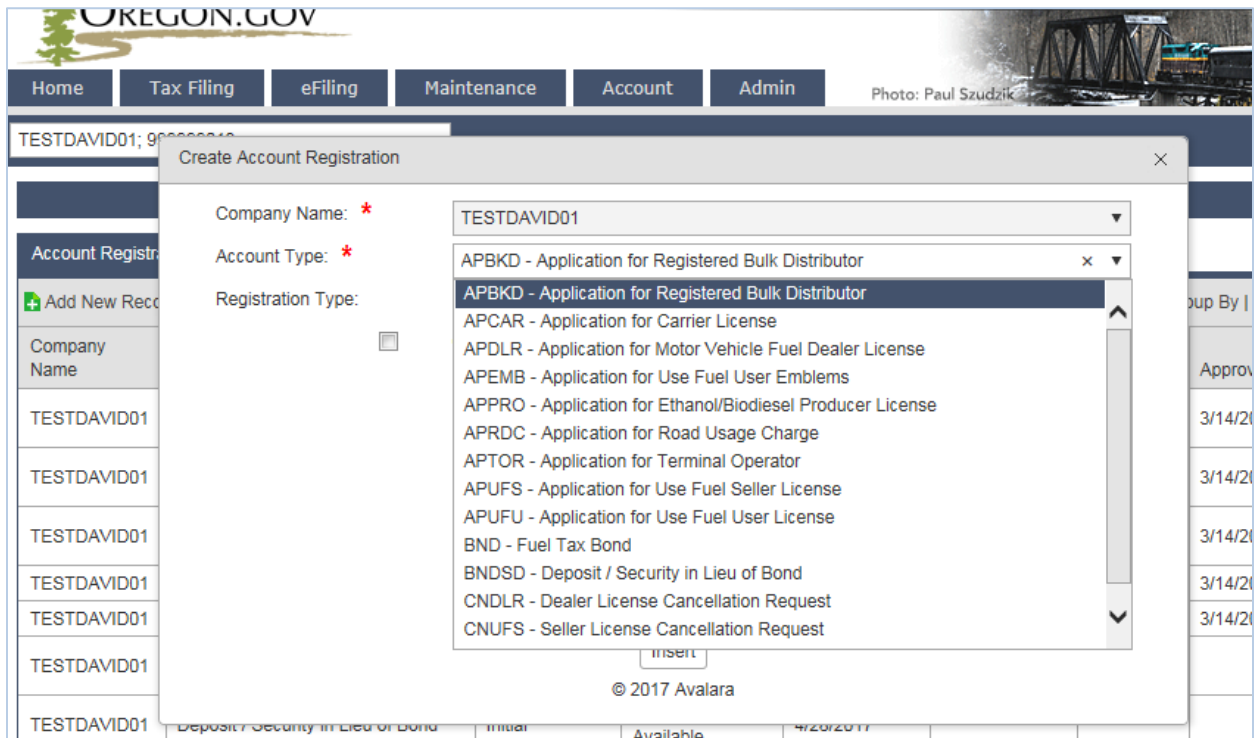 OREGON.GOV
Home Tax Filing eFiling Maintenance Account Admin
Photo: Paul Szudzik
TESTDAVID01;
Create Account Registration
Company Name: * TESTDAVID01
Account Type: * APBKD - Application for Registered Bulk Distributor
Registration Type:
APBKD - Application for Registered Bulk Distributor
APCAR - Application for Carrier License
APDLR - Application for Motor Vehicle Fuel Dealer License
APEMB - Application for Use Fuel User Emblems
APPRO - Application for Ethanol/Biodiesel Producer License
APRDC - Application for Road Usage Charge
APTOR - Application for Terminal Operator
APUFS - Application for Use Fuel Seller License
APUFU - Application for Use Fuel User License
BND - Fuel Tax Bond
BNDSD - Deposit / Security in Lieu of Bond
CNDLR - Dealer License Cancellation Request
CNUFS - Seller License Cancellation Request
Insert
© 2017 Avalara
Account Registr
Add New Reco
oup By |
Company
Name
Approv
TESTDAVID01 3/14/20
TESTDAVID01 3/14/20
TESTDAVID01 3/14/20
TESTDAVID01 3/14/20
TESTDAVID01 3/14/20
TESTDAVID01
TESTDAVID01 Deposit / Security in Lieu of Bond Initial Available 4/28/2017